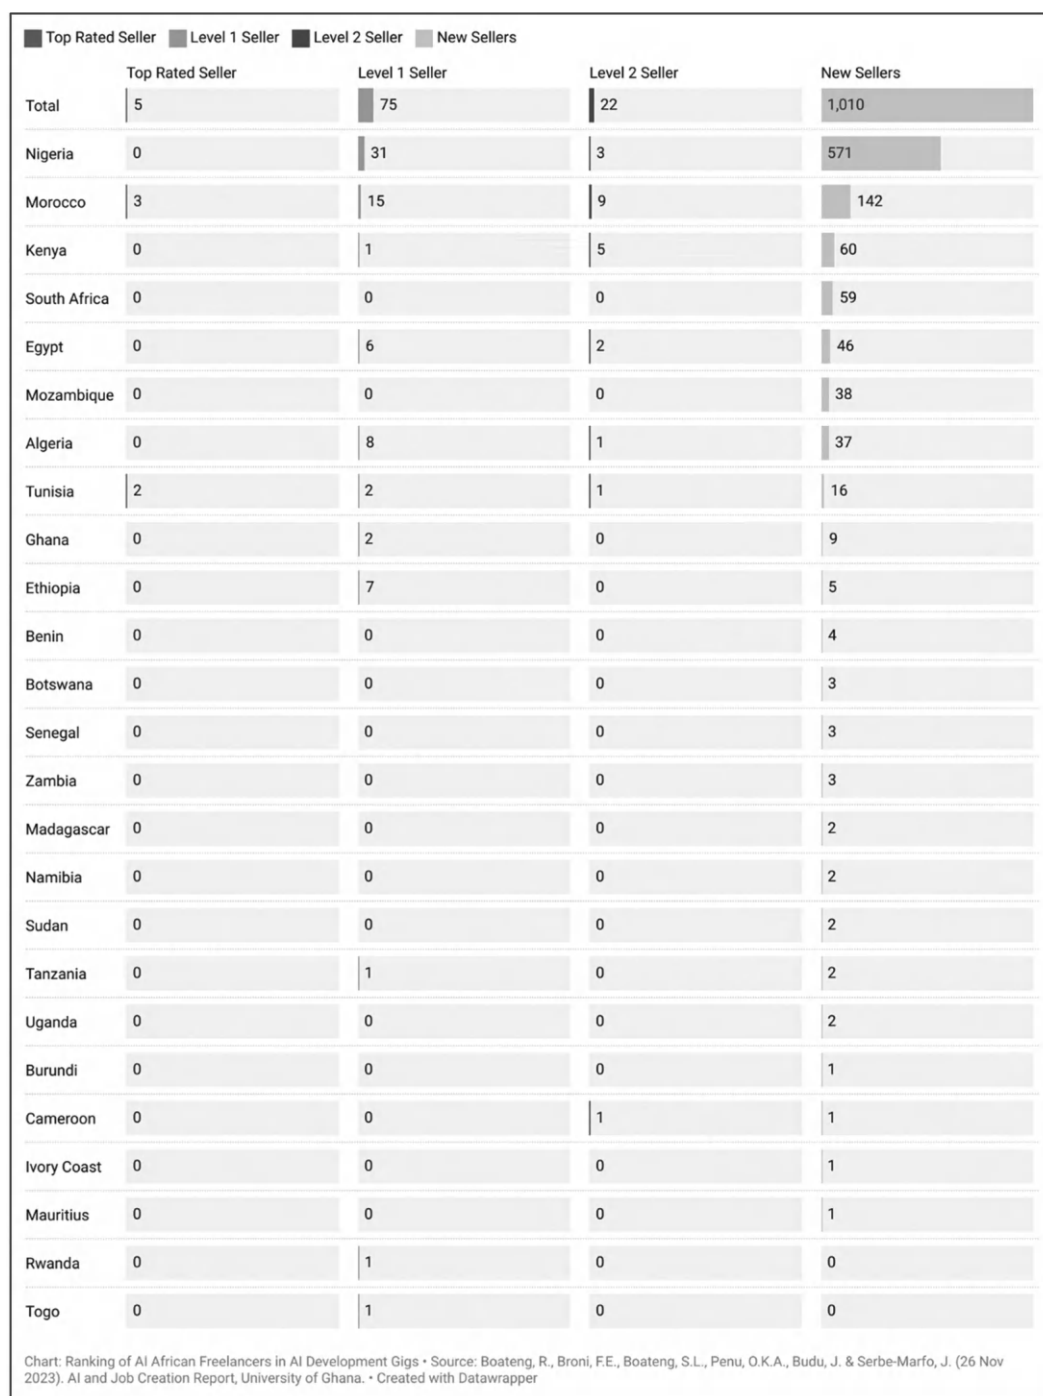 Top Rated Seller Level 1 Seller Level 2 Seller New Sellers
Top Rated Seller Level 1 Seller Level 2 Seller New Sellers
Total 5 75 22 1,010
Nigeria 0 31 3 571
Morocco 3 15 9 142
Kenya 0 1 5 60
South Africa 0 0 0 59
Egypt 0 6 2 46
Mozambique 0 0 0 38
Algeria 0 8 1 37
Tunisia 2 2 1 16
Ghana 0 2 0 9
Ethiopia 0 7 0 5
Benin 0 0 0 4
Botswana 0 0 0 3
Senegal 0 0 0 3
Zambia 0 0 0 3
Madagascar 0 0 0 2
Namibia 0 0 0 2
Sudan 0 0 0 2
Tanzania 0 1 0 2
Uganda 0 0 0 2
Burundi 0 0 0 1
Cameroon 0 0 1 1
Ivory Coast 0 0 0 1
Mauritius 0 0 0 1
Rwanda 0 1 0 0
Togo 0 1 0 0
Chart: Ranking of AI African Freelancers in AI Development Gigs • Source: Boateng, R., Broni, F.E., Boateng, S.L., Penu, O.K.A., Budu, J. & Serbe-Marfo, J. (26 Nov
2023). AI and Job Creation Report, University of Ghana. • Created with Datawrapper